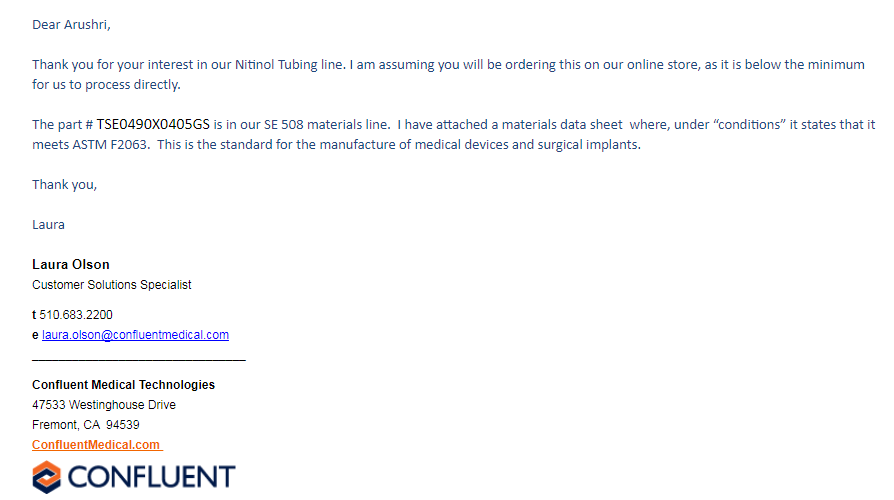 Dear Arushri,
Thank you for your interest in our Nitinol Tubing line. I am assuming you will be ordering this on our online store, as it is below the minimum
for us to process directly.
The part # TSE0490X0405GS is in our SE 508 materials line.  I have attached a materials data sheet  where, under “conditions” it states that it
meets ASTM F2063.  This is the standard for the manufacture of medical devices and surgical implants.
Thank you,
Laura
Laura Olson
Customer Solutions Specialist
t 510.683.2200
e laura.olson@confluentmedical.com
Confluent Medical Technologies
47533 Westinghouse Drive
Fremont, CA  94539
ConfluentMedical.com
CONFLUENT